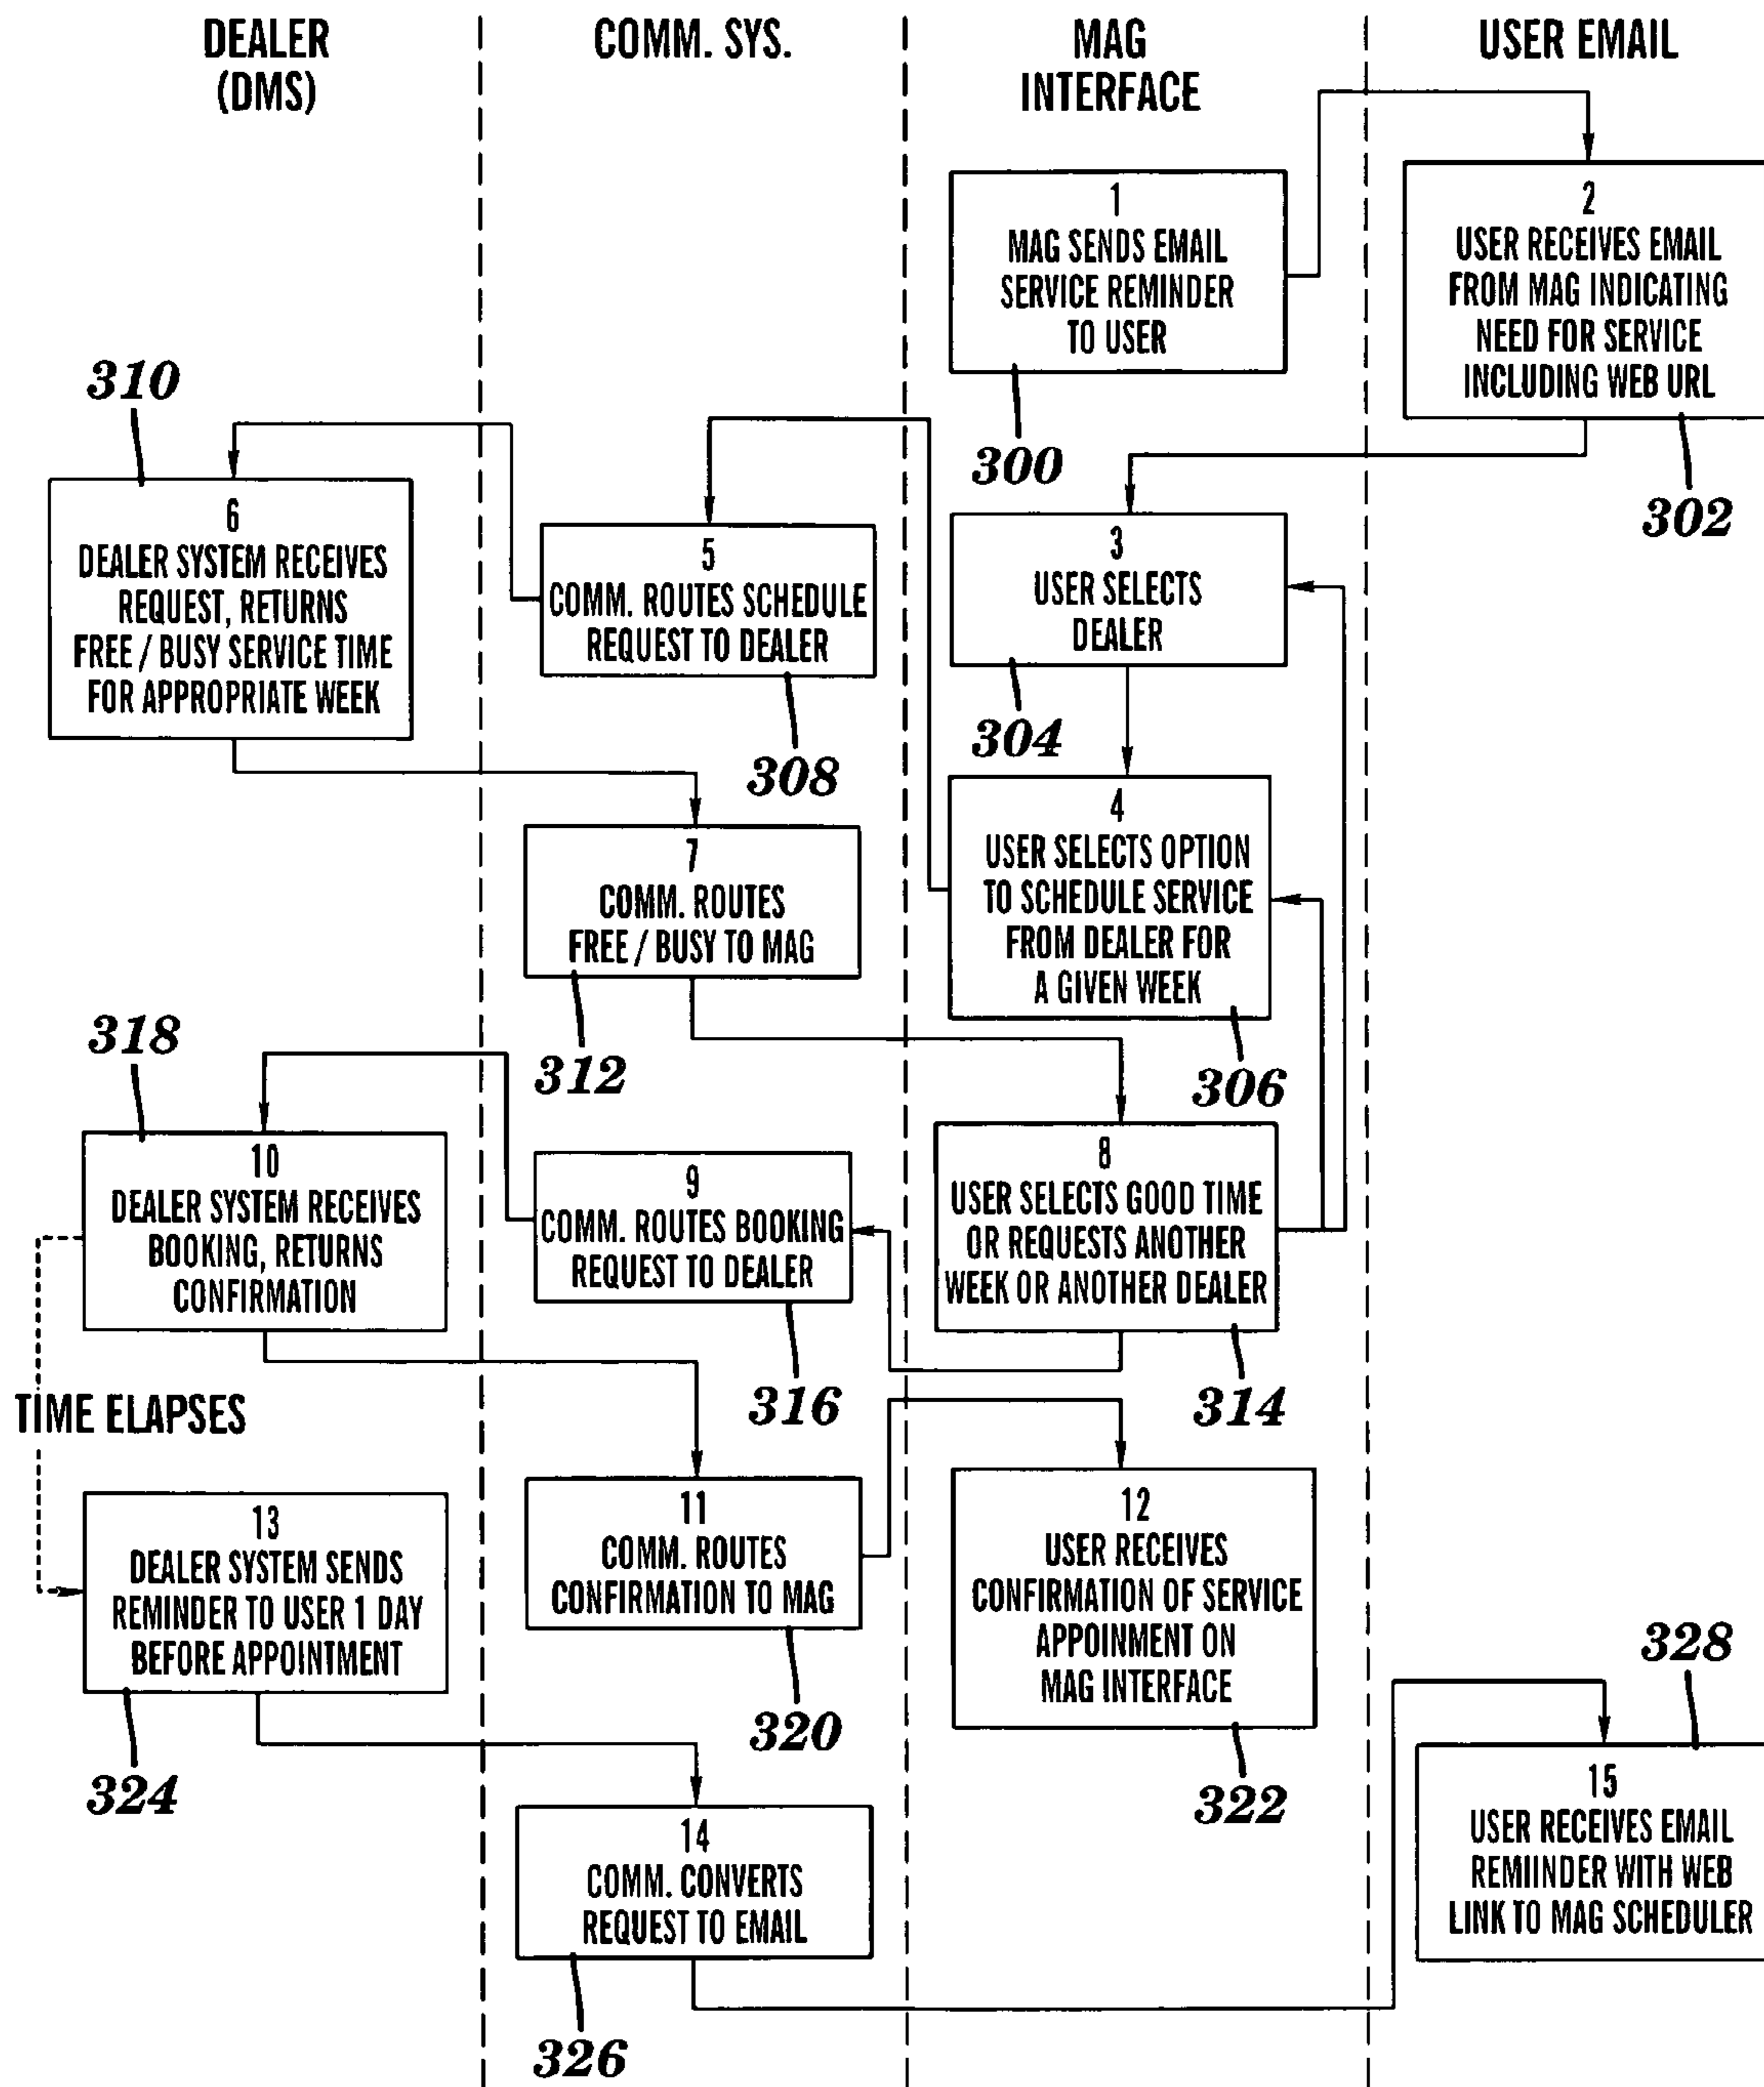 DEALER
(DMS)
COMM. SYS.
MAG
INTERFACE
USER EMAIL
1
MAG SENDS EMAIL
SERVICE REMINDER
TO USER
300
2
USER RECEIVES EMAIL
FROM MAG INDICATING
NEED FOR SERVICE
INCLUDING WEB URL
302
3
USER SELECTS
DEALER
304
4
USER SELECTS OPTION
TO SCHEDULE SERVICE
FROM DEALER FOR
A GIVEN WEEK
306
5
COMM. ROUTES SCHEDULE
REQUEST TO DEALER
308
310
6
DEALER SYSTEM RECEIVES
REQUEST, RETURNS
FREE / BUSY SERVICE TIME
FOR APPROPRIATE WEEK
7
COMM. ROUTES
FREE / BUSY TO MAG
312
8
USER SELECTS GOOD TIME
OR REQUESTS ANOTHER
WEEK OR ANOTHER DEALER
314
9
COMM. ROUTES BOOKING
REQUEST TO DEALER
316
318
10
DEALER SYSTEM RECEIVES
BOOKING, RETURNS
CONFIRMATION
TIME ELAPSES
11
COMM. ROUTES
CONFIRMATION TO MAG
320
12
USER RECEIVES
CONFIRMATION OF SERVICE
APPOINMENT ON
MAG INTERFACE
322
13
DEALER SYSTEM SENDS
REMINDER TO USER 1 DAY
BEFORE APPOINTMENT
324
14
COMM. CONVERTS
REQUEST TO EMAIL
326
328
15
USER RECEIVES EMAIL
REMIINDER WITH WEB
LINK TO MAG SCHEDULER